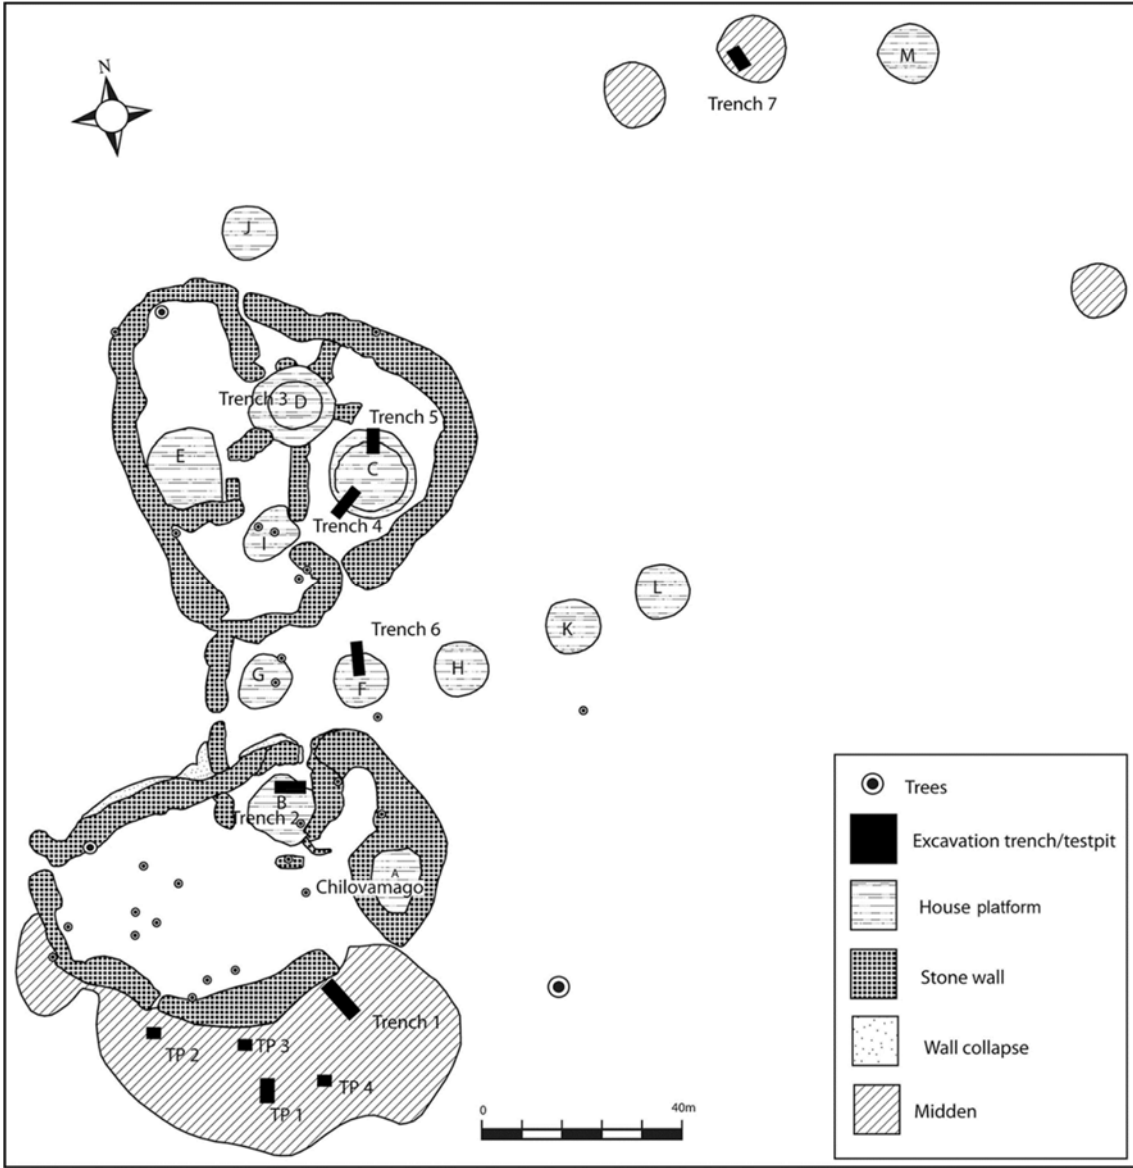 M
N
Trench 7
J
Trench 3
D
Trench 5
E
C
Trench 4
I
L
Trench 6
K
H
G
F
B
Trench 2
A
Chilovamago
Trench 1
TP 2
TP 3
TP 4
TP 1
0
40m
Trees
Excavation trench/testpit
House platform
Stone wall
Wall collapse
Midden